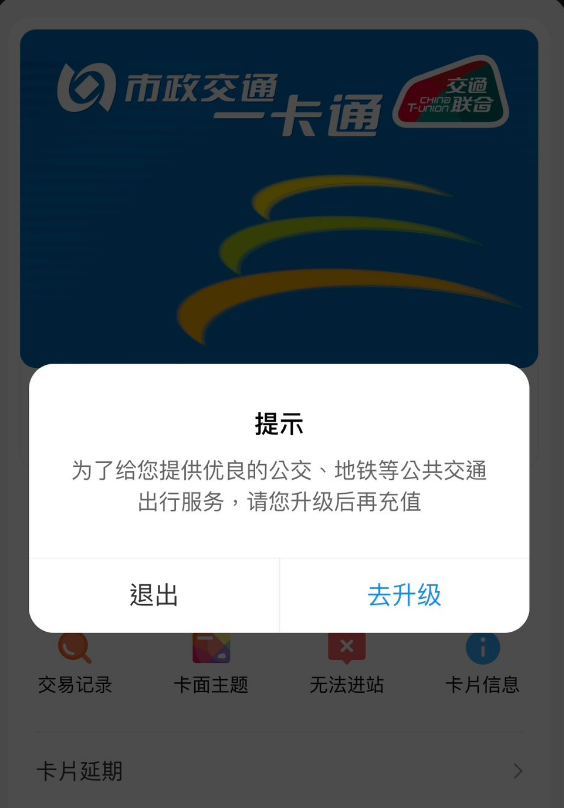 市政交通
一卡通
交通
CHINA
T-UNION 联合
提示
为了给您提供优良的公交、地铁等公共交通
出行服务，请您升级后再充值
退出
去升级
交易记录
卡面主题
无法进站
卡片信息
卡片延期